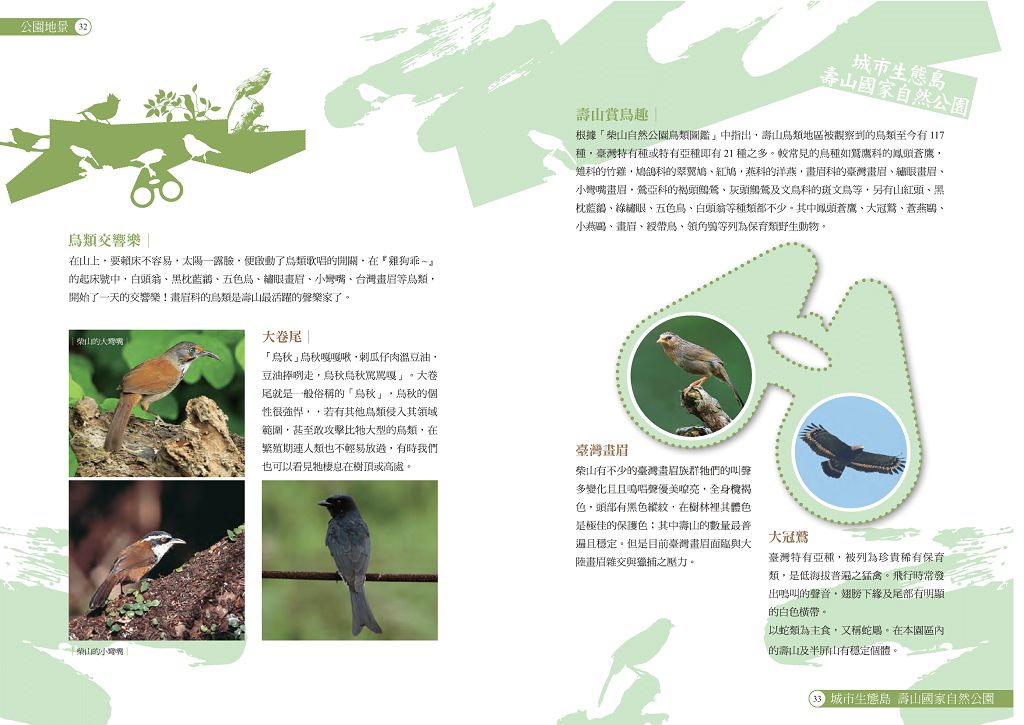 公園地景 32
鳥類交響樂｜
在山上，要賴床不容易，太陽一露臉，便啟動了鳥類歌唱的開關，在『雞狗乖~』
的起床號中，白頭翁、黑枕藍鶲、五色鳥、繡眼畫眉、小彎嘴、台灣畫眉等鳥類，
開始了一天的交響樂！畫眉科的鳥類是壽山最活躍的聲樂家了。
｜柴山的大彎嘴｜
大卷尾｜
「烏秋」烏秋嘎嘎啾，刺瓜仔肉溫豆油，
豆油捧咧走，烏秋烏秋罵罵嘎」。大卷
尾就是一般俗稱的「烏秋」，烏秋的個
性很強悍，．若有其他鳥類侵入其領域
範圍，甚至敢攻擊比牠大型的鳥類，在
繁殖期連人類也不輕易放過，有時我們
也可以看見牠棲息在樹頂或高處。
｜柴山的小彎嘴｜
城市生態島
壽山國家自然公園
壽山賞鳥趣｜
根據「柴山自然公園鳥類圖鑑」中指出，壽山鳥類地區被觀察到的鳥類至今有 117
種，臺灣特有種或特有亞種即有 21 種之多。較常見的鳥種如鷲鷹科的鳳頭蒼鷹，
雉科的竹雞，鳩鴿科的翠翼鳩、紅鳩，燕科的洋燕，畫眉科的臺灣畫眉、繡眼畫眉、
小彎嘴畫眉，鶯亞科的褐頭鷦鶯、灰頭鷦鶯及文鳥科的斑文鳥等，另有山紅頭、黑
枕藍鶲、綠繡眼、五色鳥、白頭翁等種類都不少。其中鳳頭蒼鷹、大冠鷲、蒼燕鷗、
小燕鷗、畫眉、綬帶鳥、領角鴞等列為保育類野生動物。
臺灣畫眉
柴山有不少的臺灣畫眉族群牠們的叫聲
多變化且且鳴唱聲優美嘹亮，全身欖褐
色，頭部有黑色縱紋，在樹林裡其體色
是極佳的保護色；其中壽山的數量最普
遍且穩定。但是目前臺灣畫眉面臨與大
陸畫眉雜交與獵捕之壓力。
大冠鷲
臺灣特有亞種，被列為珍貴稀有保育
類，是低海拔普遍之猛禽。飛行時常發
出鳴叫的聲音，翅膀下緣及尾部有明顯
的白色橫帶。
以蛇類為主食，又稱蛇鵰。在本園區內
的壽山及半屏山有穩定個體。
33 城市生態島 壽山國家自然公園